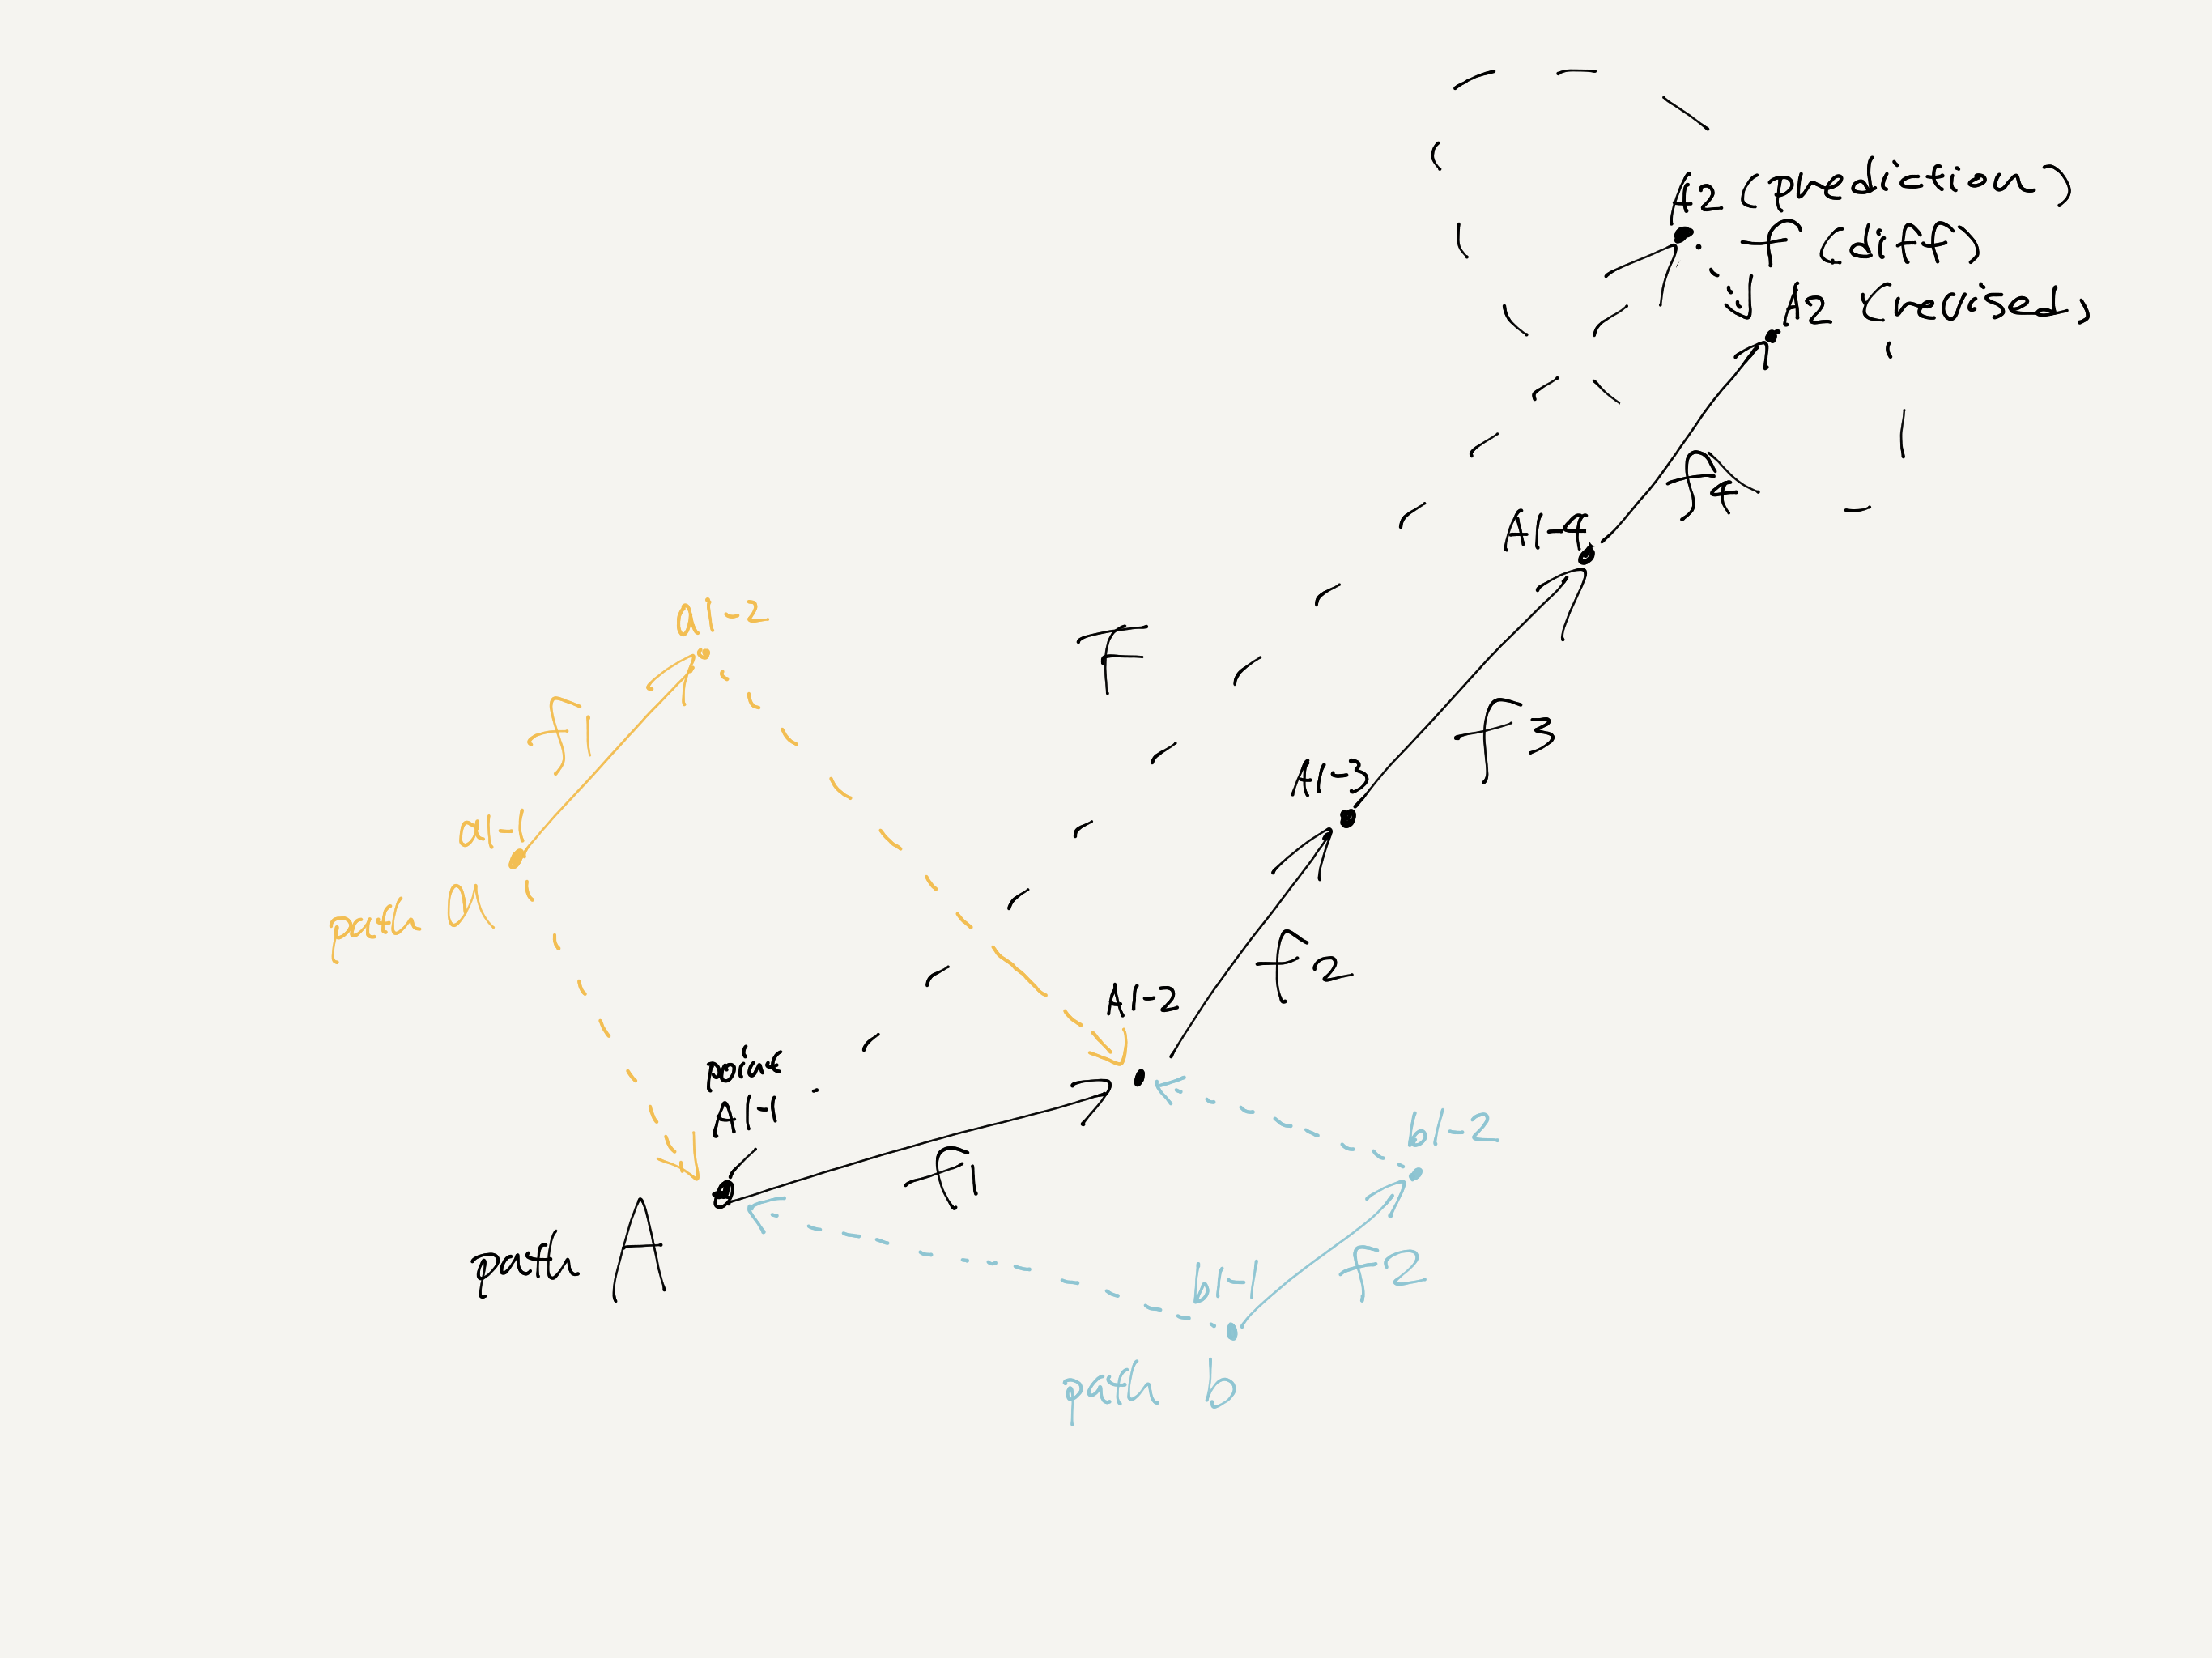 A2 (prediction)
f (diff)
A2 (revised)
f4
A1-4
a1-2
F
f1
f3
A1-3
a1-1
path a
f2
A1-2
point
A1-1
b1-2
f1
path A
b1-1
f2
path b